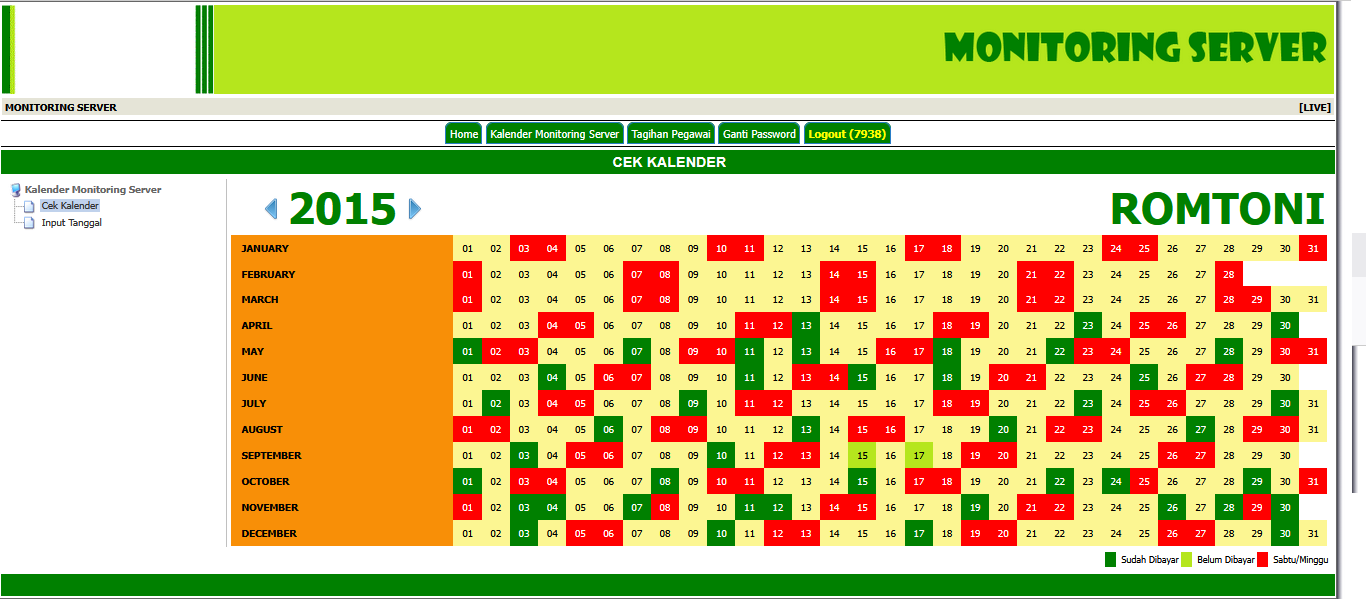 MONITORING SERVER
MONITORING SERVER [LIVE]
Home Kalender Monitoring Server Tagihan Pegawai Ganti Password Logout (7938)
CEK KALENDER
Kalender Monitoring Server
Cek Kalender
Input Tanggal
2015 ROMTONI
JANUARY 01 02 03 04 05 06 07 08 09 10 11 12 13 14 15 16 17 18 19 20 21 22 23 24 25 26 27 28 29 30 31
FEBRUARY 01 02 03 04 05 06 07 08 09 10 11 12 13 14 15 16 17 18 19 20 21 22 23 24 25 26 27 28
MARCH 01 02 03 04 05 06 07 08 09 10 11 12 13 14 15 16 17 18 19 20 21 22 23 24 25 26 27 28 29 30 31
APRIL 01 02 03 04 05 06 07 08 09 10 11 12 13 14 15 16 17 18 19 20 21 22 23 24 25 26 27 28 29 30
MAY 01 02 03 04 05 06 07 08 09 10 11 12 13 14 15 16 17 18 19 20 21 22 23 24 25 26 27 28 29 30 31
JUNE 01 02 03 04 05 06 07 08 09 10 11 12 13 14 15 16 17 18 19 20 21 22 23 24 25 26 27 28 29 30
JULY 01 02 03 04 05 06 07 08 09 10 11 12 13 14 15 16 17 18 19 20 21 22 23 24 25 26 27 28 29 30 31
AUGUST 01 02 03 04 05 06 07 08 09 10 11 12 13 14 15 16 17 18 19 20 21 22 23 24 25 26 27 28 29 30 31
SEPTEMBER 01 02 03 04 05 06 07 08 09 10 11 12 13 14 15 16 17 18 19 20 21 22 23 24 25 26 27 28 29 30
OCTOBER 01 02 03 04 05 06 07 08 09 10 11 12 13 14 15 16 17 18 19 20 21 22 23 24 25 26 27 28 29 30 31
NOVEMBER 01 02 03 04 05 06 07 08 09 10 11 12 13 14 15 16 17 18 19 20 21 22 23 24 25 26 27 28 29 30
DECEMBER 01 02 03 04 05 06 07 08 09 10 11 12 13 14 15 16 17 18 19 20 21 22 23 24 25 26 27 28 29 30 31
Sudah Dibayar Belum Dibayar Sabtu/Minggu